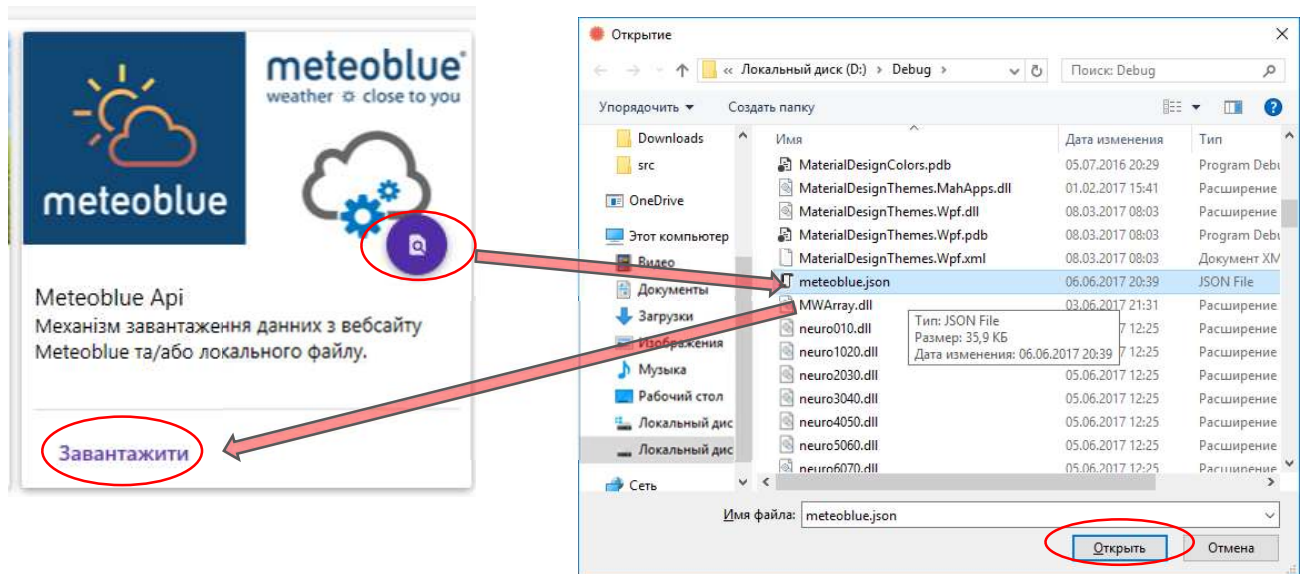 meteoblue
meteoblue®
weather close to you
Meteoblue Api
Механізм завантаження данних з вебсайту
Meteoblue та/або локального файлу.
Завантажити
Открытие
« Локальный диск (D:) › Debug ›
Поиск: Debug
Упорядочить
Создать папку
Downloads
src
OneDrive
Этот компьютер
Видео
Документы
Загрузки
Изображения
Музыка
Рабочий стол
Локальный дис
Локальный дис
Сеть
Имя Дата изменения Тип
MaterialDesignColors.pdb 05.07.2016 20:29 Program Debu
MaterialDesignThemes.MahApps.dll 01.02.2017 15:41 Расширение
MaterialDesignThemes.Wpf.dll 08.03.2017 08:03 Расширение
MaterialDesignThemes.Wpf.pdb 08.03.2017 08:03 Program Debu
MaterialDesignThemes.Wpf.xml 08.03.2017 08:03 Документ XM
meteoblue.json 06.06.2017 20:39 JSON File
MWArray.dll 03.06.2017 21:31 Расширение
neuro010.dll 7 12:25 Расширение
neuro1020.dll 7 12:25 Расширение
neuro2030.dll 05.06.2017 12:25 Расширение
neuro3040.dll 05.06.2017 12:25 Расширение
neuro4050.dll 05.06.2017 12:25 Расширение
neuro5060.dll 05.06.2017 12:25 Расширение
neuro6070.dll 05.06.2017 12:25 Расширение
Тип: JSON File
Размер: 35,9 КБ
Дата изменения: 06.06.2017 20:39
Имя файла: meteoblue.json
Открыть
Отмена